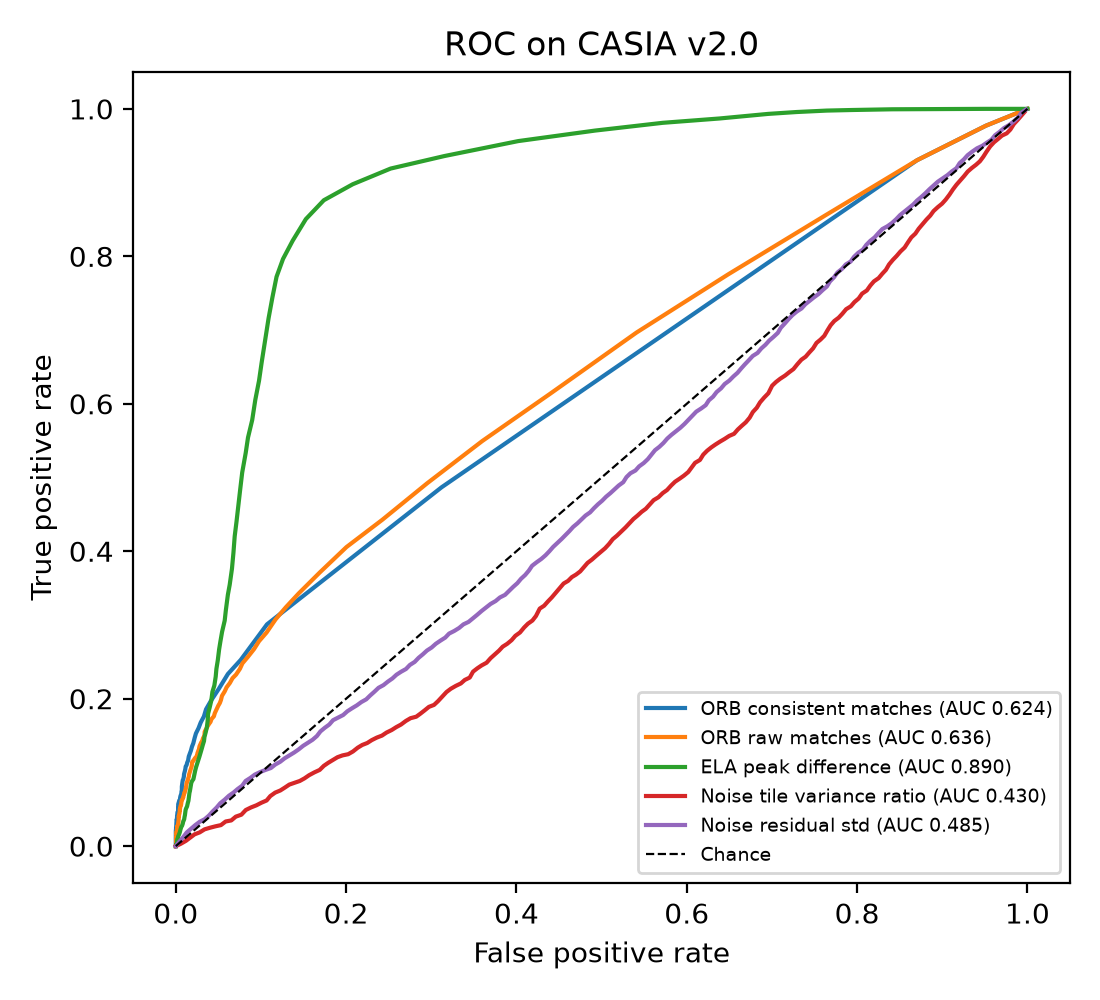 ROC on CASIA v2.0
True positive rate
1.0
0.8
0.6
0.4
0.2
0.0
ORB consistent matches (AUC 0.624)
ORB raw matches (AUC 0.636)
ELA peak difference (AUC 0.890)
Noise tile variance ratio (AUC 0.430)
Noise residual std (AUC 0.485)
Chance
0.0 0.2 0.4 0.6 0.8 1.0
False positive rate